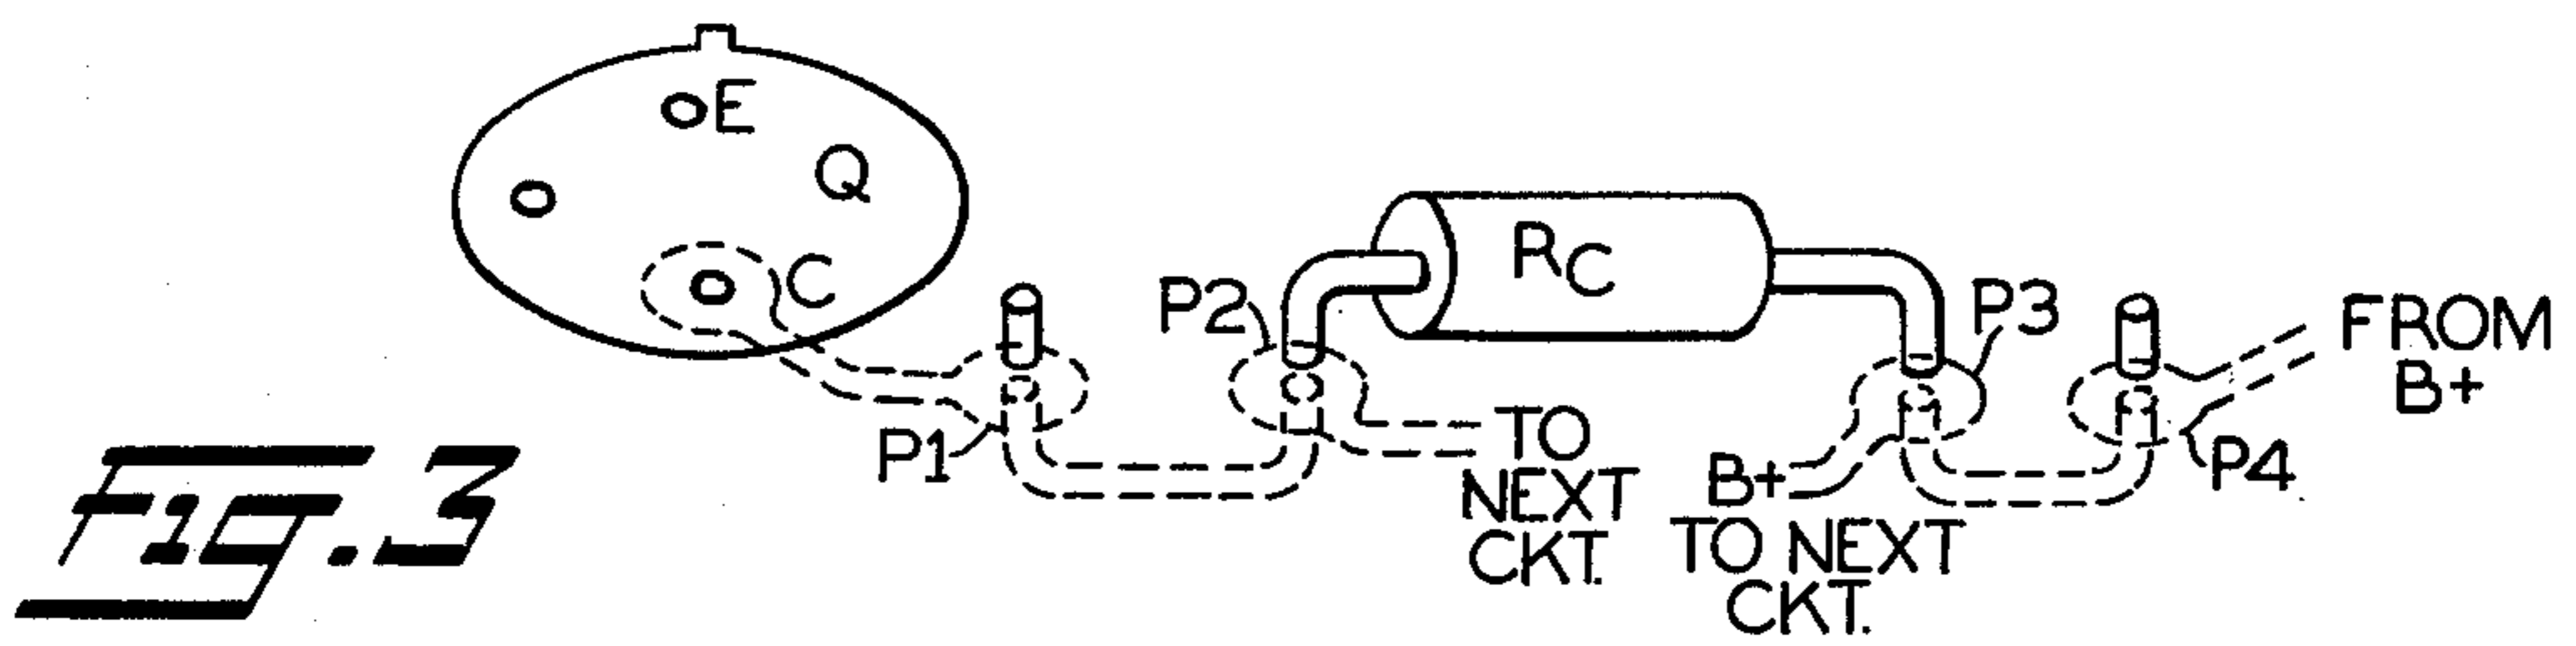 E
Q
C
P1
P2
RC
P3
P4
FROM
B+
TO
NEXT
CKT.
B+
TO NEXT
CKT.
Fig. 3